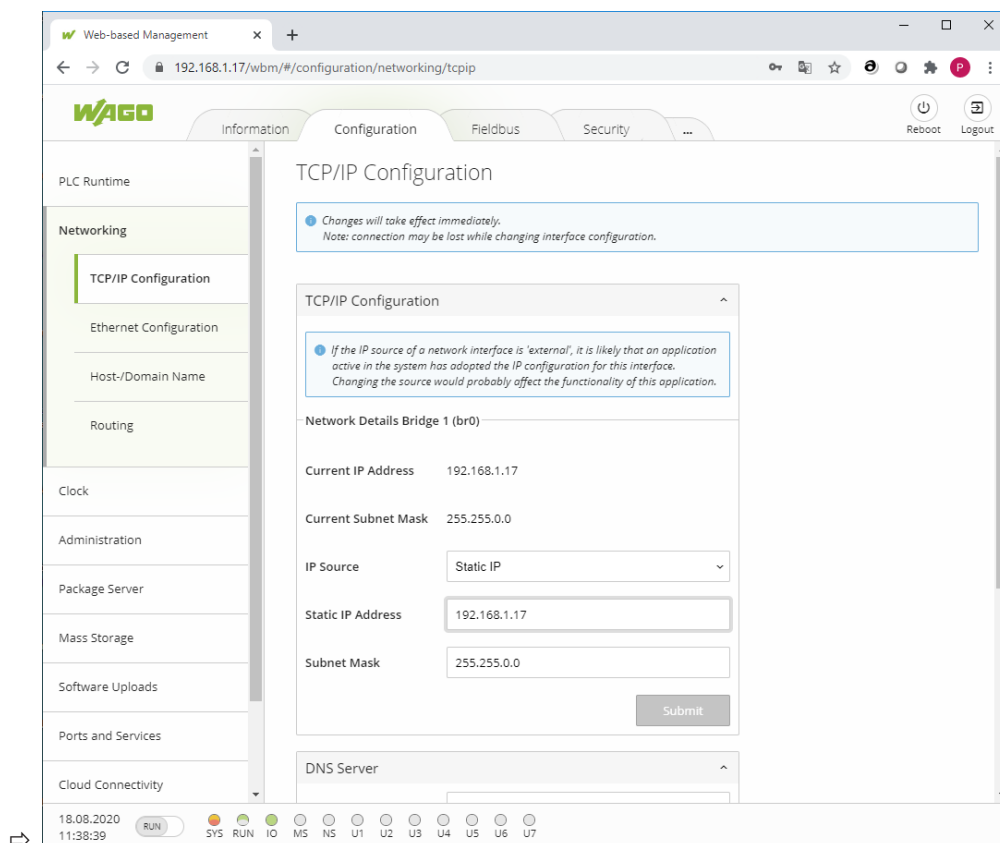 Web-based Management
192.168.1.17/wbm/#/configuration/networking/tcpip
P
WAGO
Information
Configuration
Fieldbus
Security
...
Reboot
Logout
PLC Runtime
Networking
TCP/IP Configuration
Ethernet Configuration
Host-/Domain Name
Routing
Clock
Administration
Package Server
Mass Storage
Software Uploads
Ports and Services
Cloud Connectivity
TCP/IP Configuration
Changes will take effect immediately.
Note: connection may be lost while changing interface configuration.
TCP/IP Configuration
If the IP source of a network interface is 'external', it is likely that an application
active in the system has adopted the IP configuration for this interface.
Changing the source would probably affect the functionality of this application.
Network Details Bridge 1 (br0)
Current IP Address 192.168.1.17
Current Subnet Mask 255.255.0.0
IP Source Static IP
Static IP Address 192.168.1.17
Subnet Mask 255.255.0.0
Submit
DNS Server
18.08.2020
11:38:39
RUN
SYS RUN IO MS NS U1 U2 U3 U4 U5 U6 U7